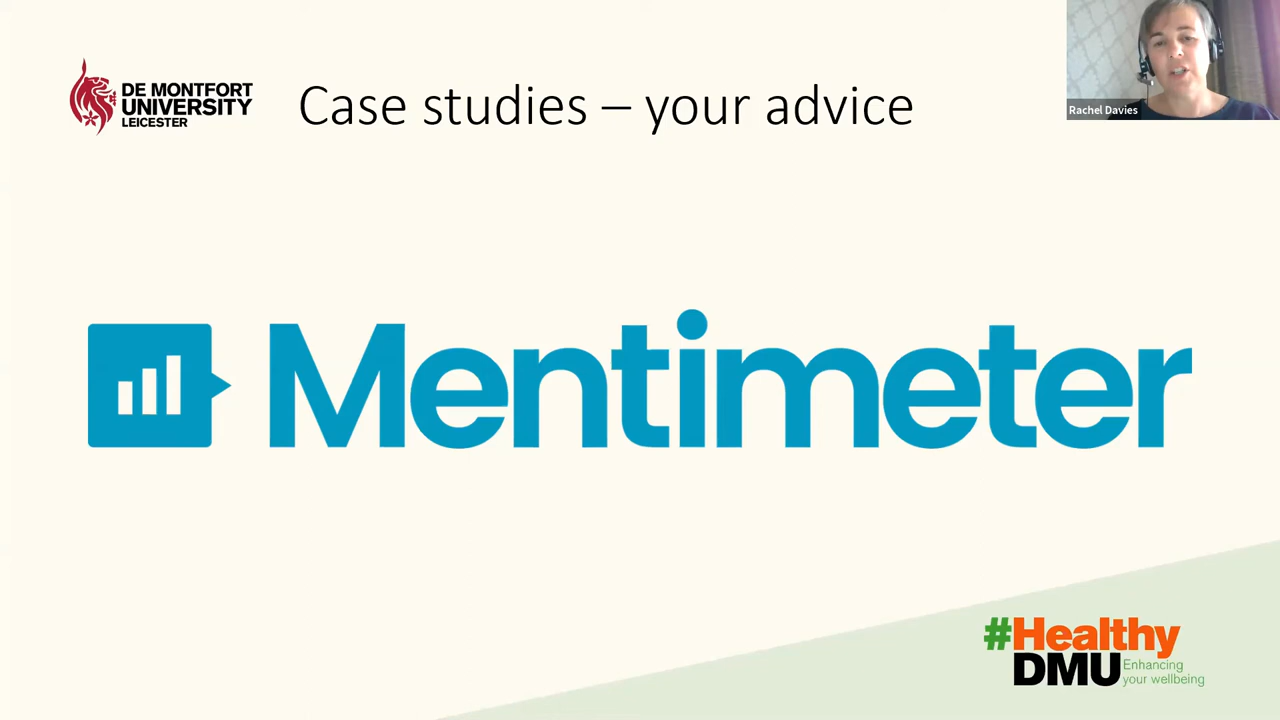 DE MONTFORT
UNIVERSITY
LEICESTER
Case studies – your advice
Rachel Davies
Mentimeter
#Healthy
DMU
Enhancing
your wellbeing